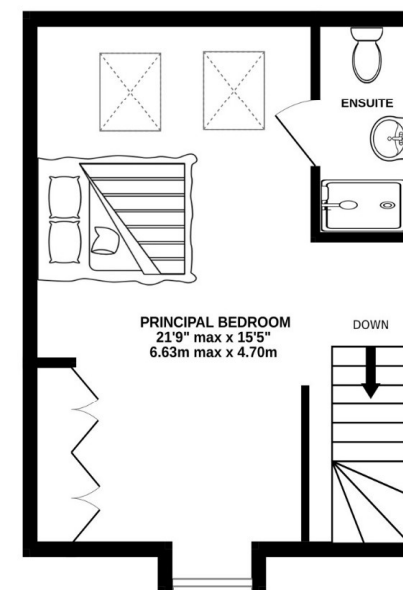 ENSUITE
PRINCIPAL BEDROOM
21'9" max x 15'5"
6.63m max x 4.70m
DOWN